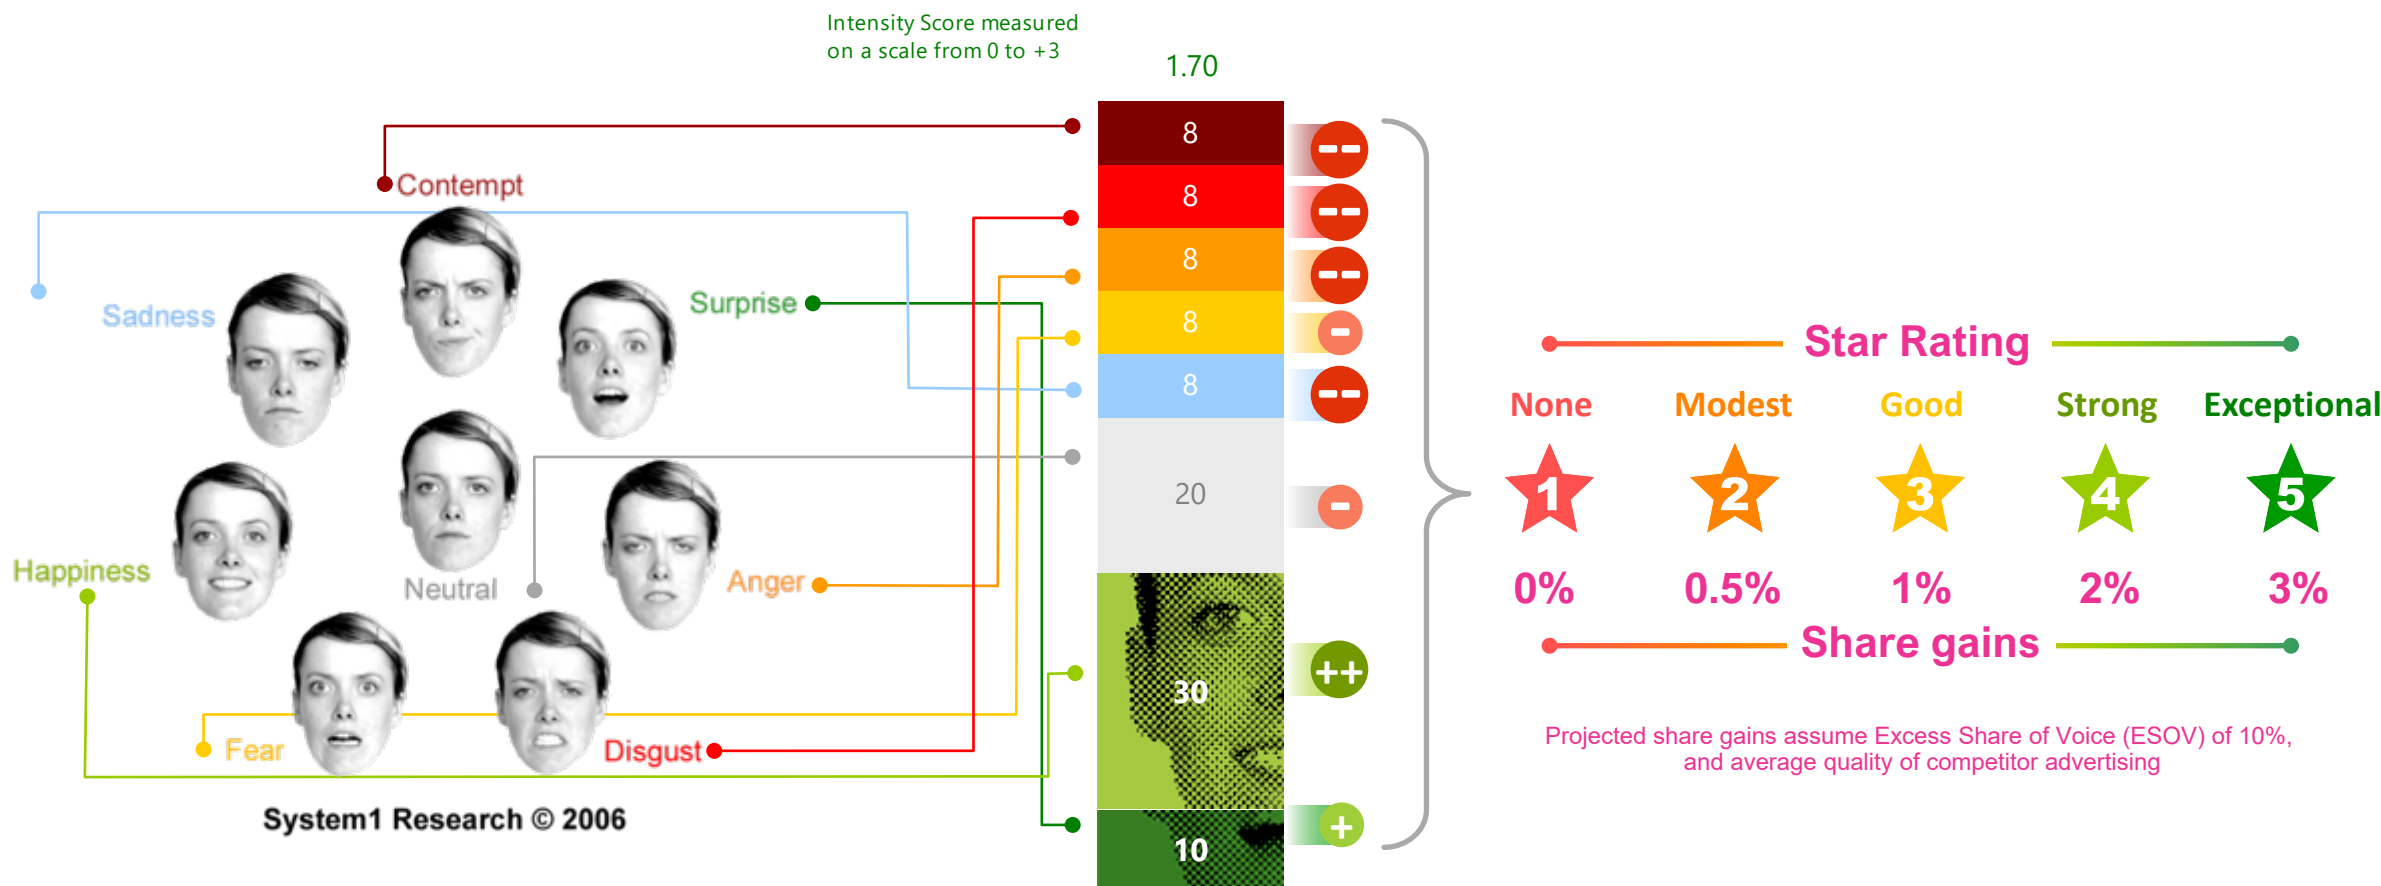 Intensity Score measured
on a scale from 0 to +3
1.70
Contempt
Sadness
Surprise
Happiness
Neutral
Anger
Fear
Disgust
System1 Research © 2006
8
8
8
8
8
20
30
10
--
--
--
-
--
-
++
+
Star Rating
None Modest Good Strong Exceptional
1 2 3 4 5
0% 0.5% 1% 2% 3%
Share gains
Projected share gains assume Excess Share of Voice (ESOV) of 10%,
and average quality of competitor advertising